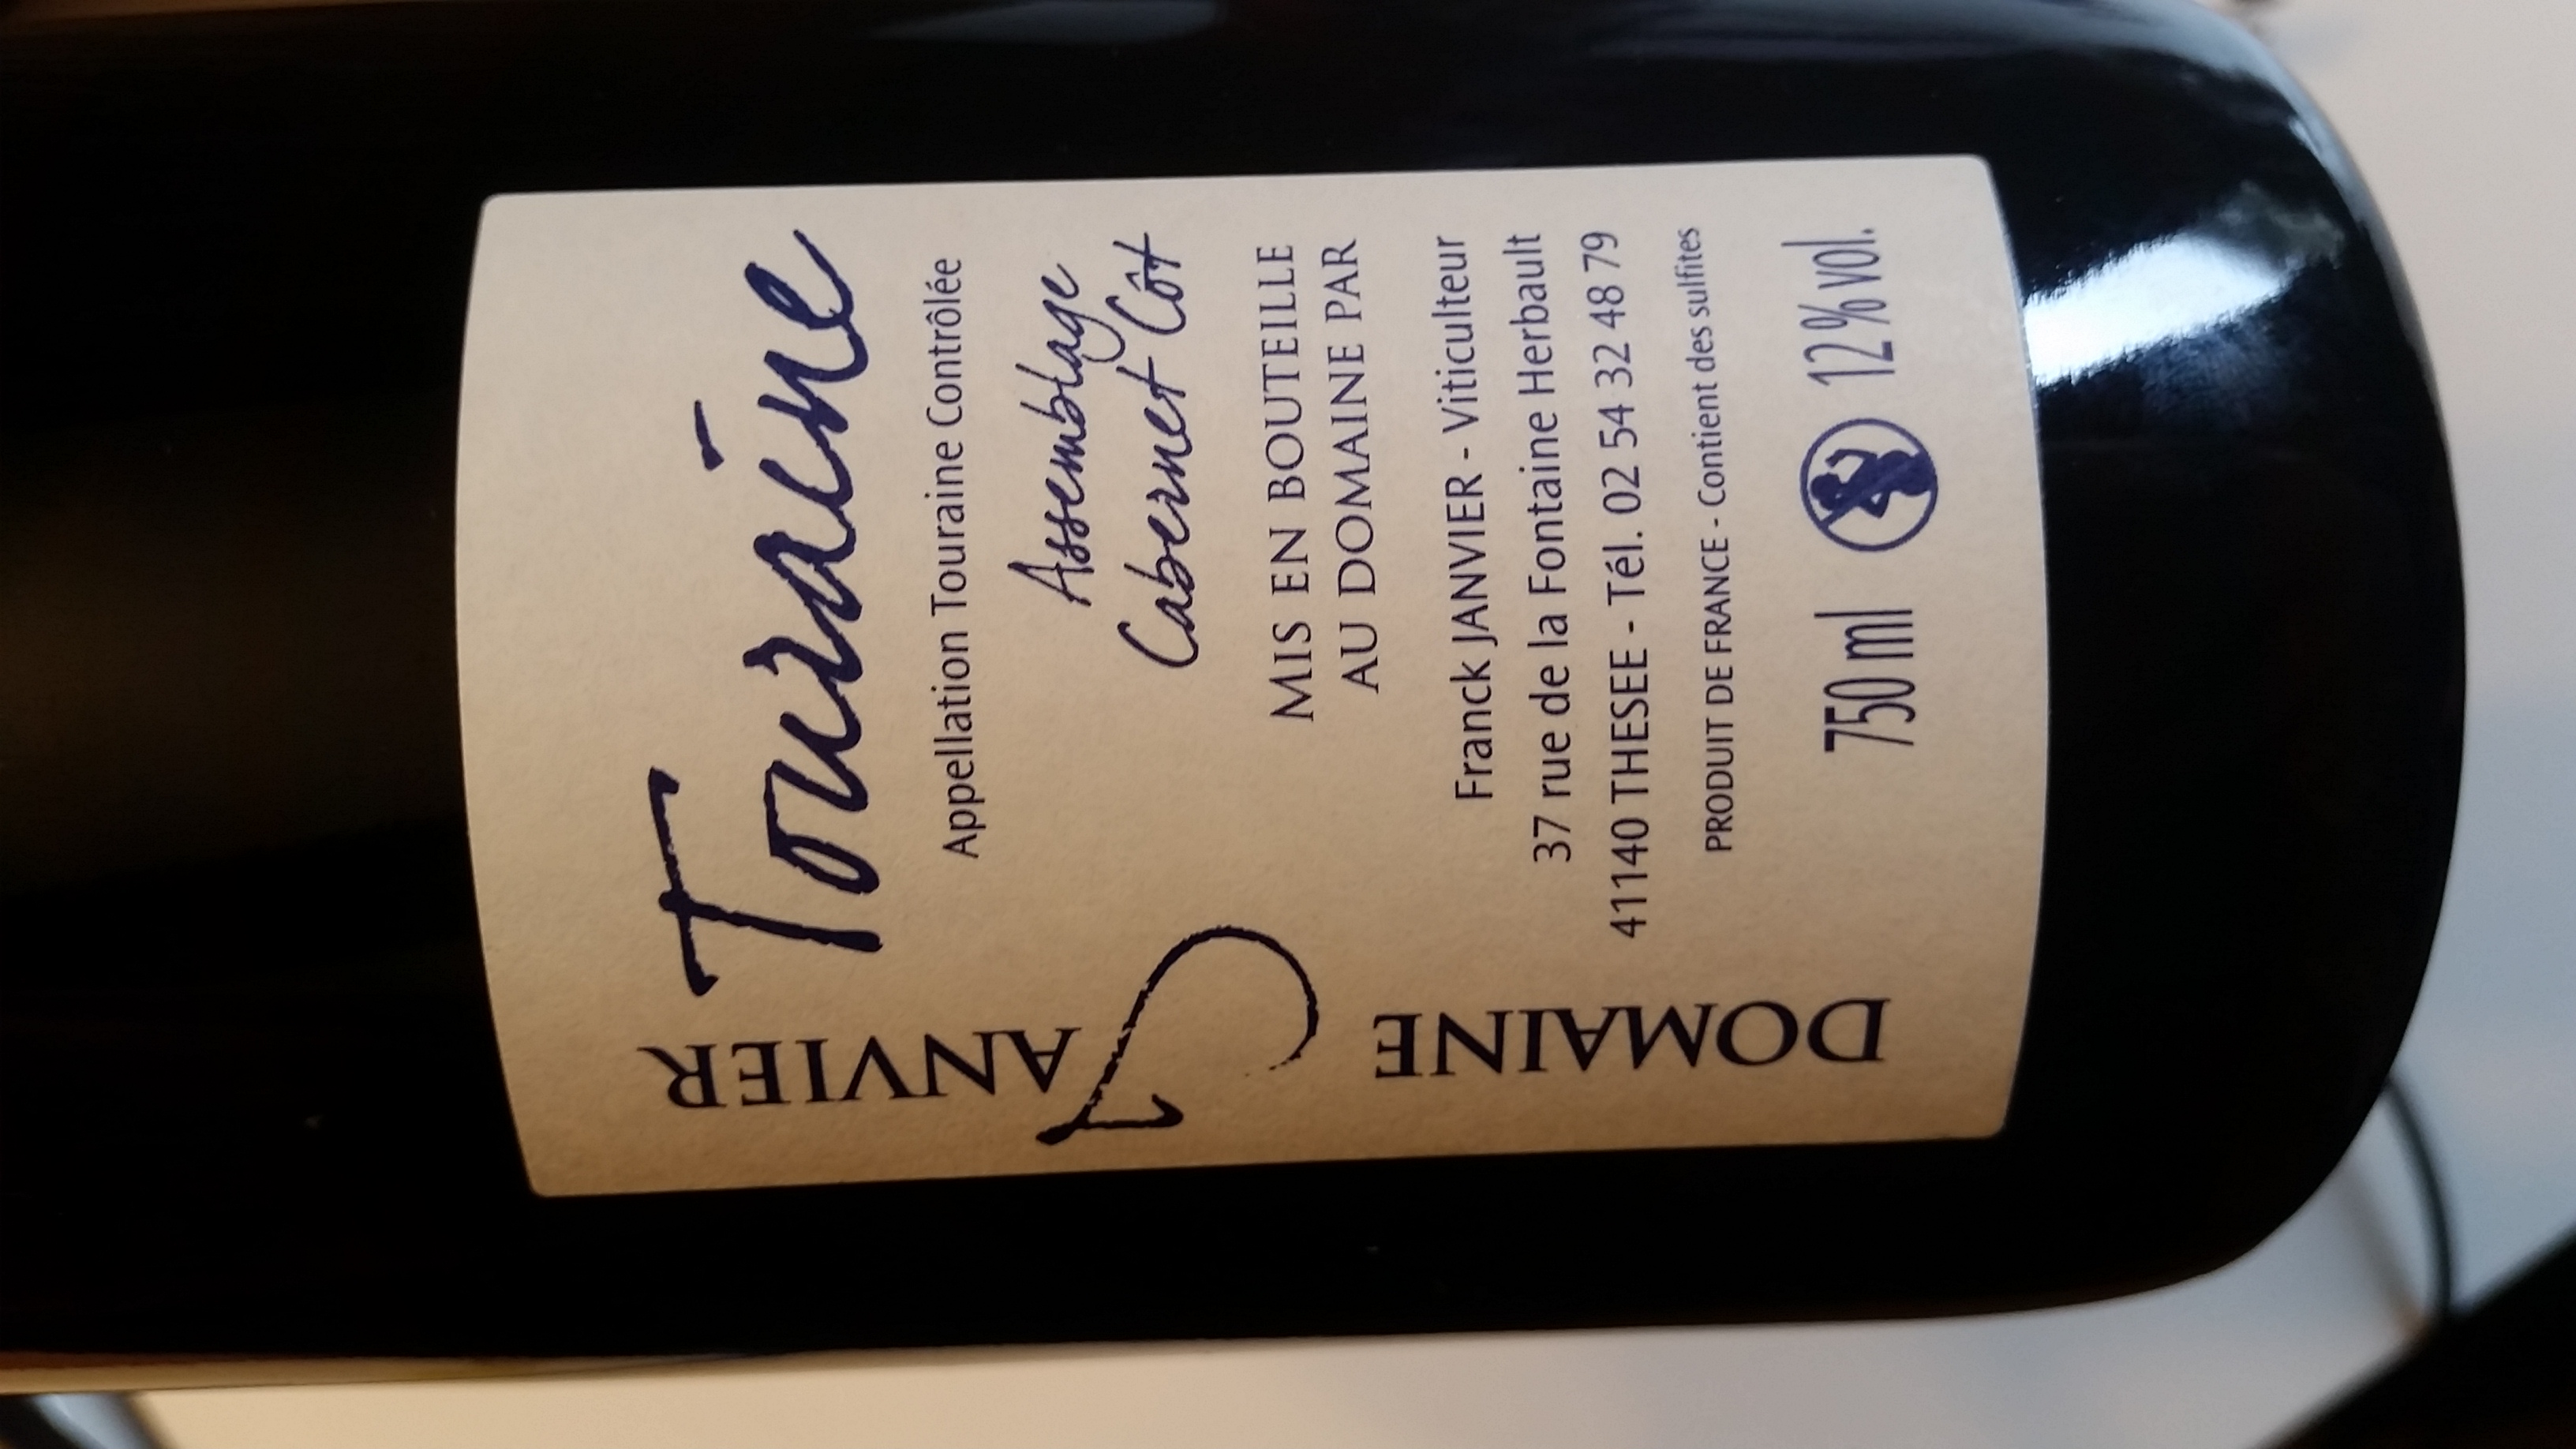 DOMAINE JANVIER
Touraine
Appellation Touraine Contrôlée
Assemblage
Cabernet Côt
MIS EN BOUTEILLE
AU DOMAINE PAR
Franck JANVIER - Viticulteur
37 rue de la Fontaine Herbault
41140 THESEE - Tél. 02 54 32 48 79
PRODUIT DE FRANCE - Contient des sulfites
750 ml 12 % vol.